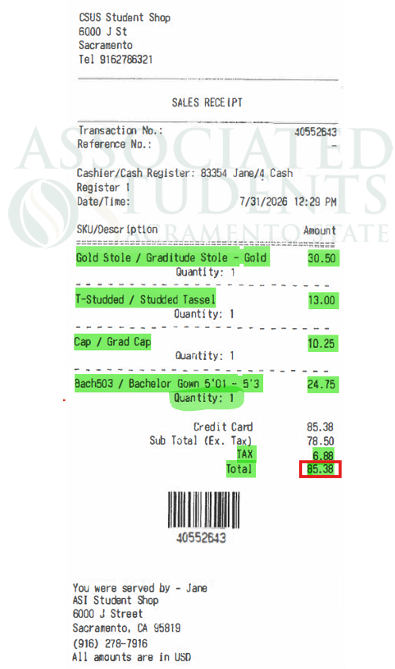 CSUS Student Shop
6000 J St
Sacramento
Tel 9162786321
SALES RECEIPT
Transaction No.: 40552643
Reference No.: -
ASSOCIATED
STUDENTS
SACRAMENTO STATE
Cashier/Cash Register: 83354 Jane/4 Cash
Register 1
Date/Time: 7/31/2026 12:29 PM
SKU/Description Amount
Gold Stole / Graditude Stole - Gold 30.50
Quantity: 1
T-Studded / Studded Tassel 13.00
Quantity: 1
Cap / Grad Cap 10.25
Quantity: 1
Bach503 / Bachelor Gown 5'01 - 5'3 24.75
Quantity: 1
Credit Card 85.38
Sub Total (Ex. Tax) 78.50
TAX 6.88
Total 85.38
40552643
You were served by - Jane
ASI Student Shop
6000 J Street
Sacramento, CA 95819
(916) 278-7916
All amounts are in USD